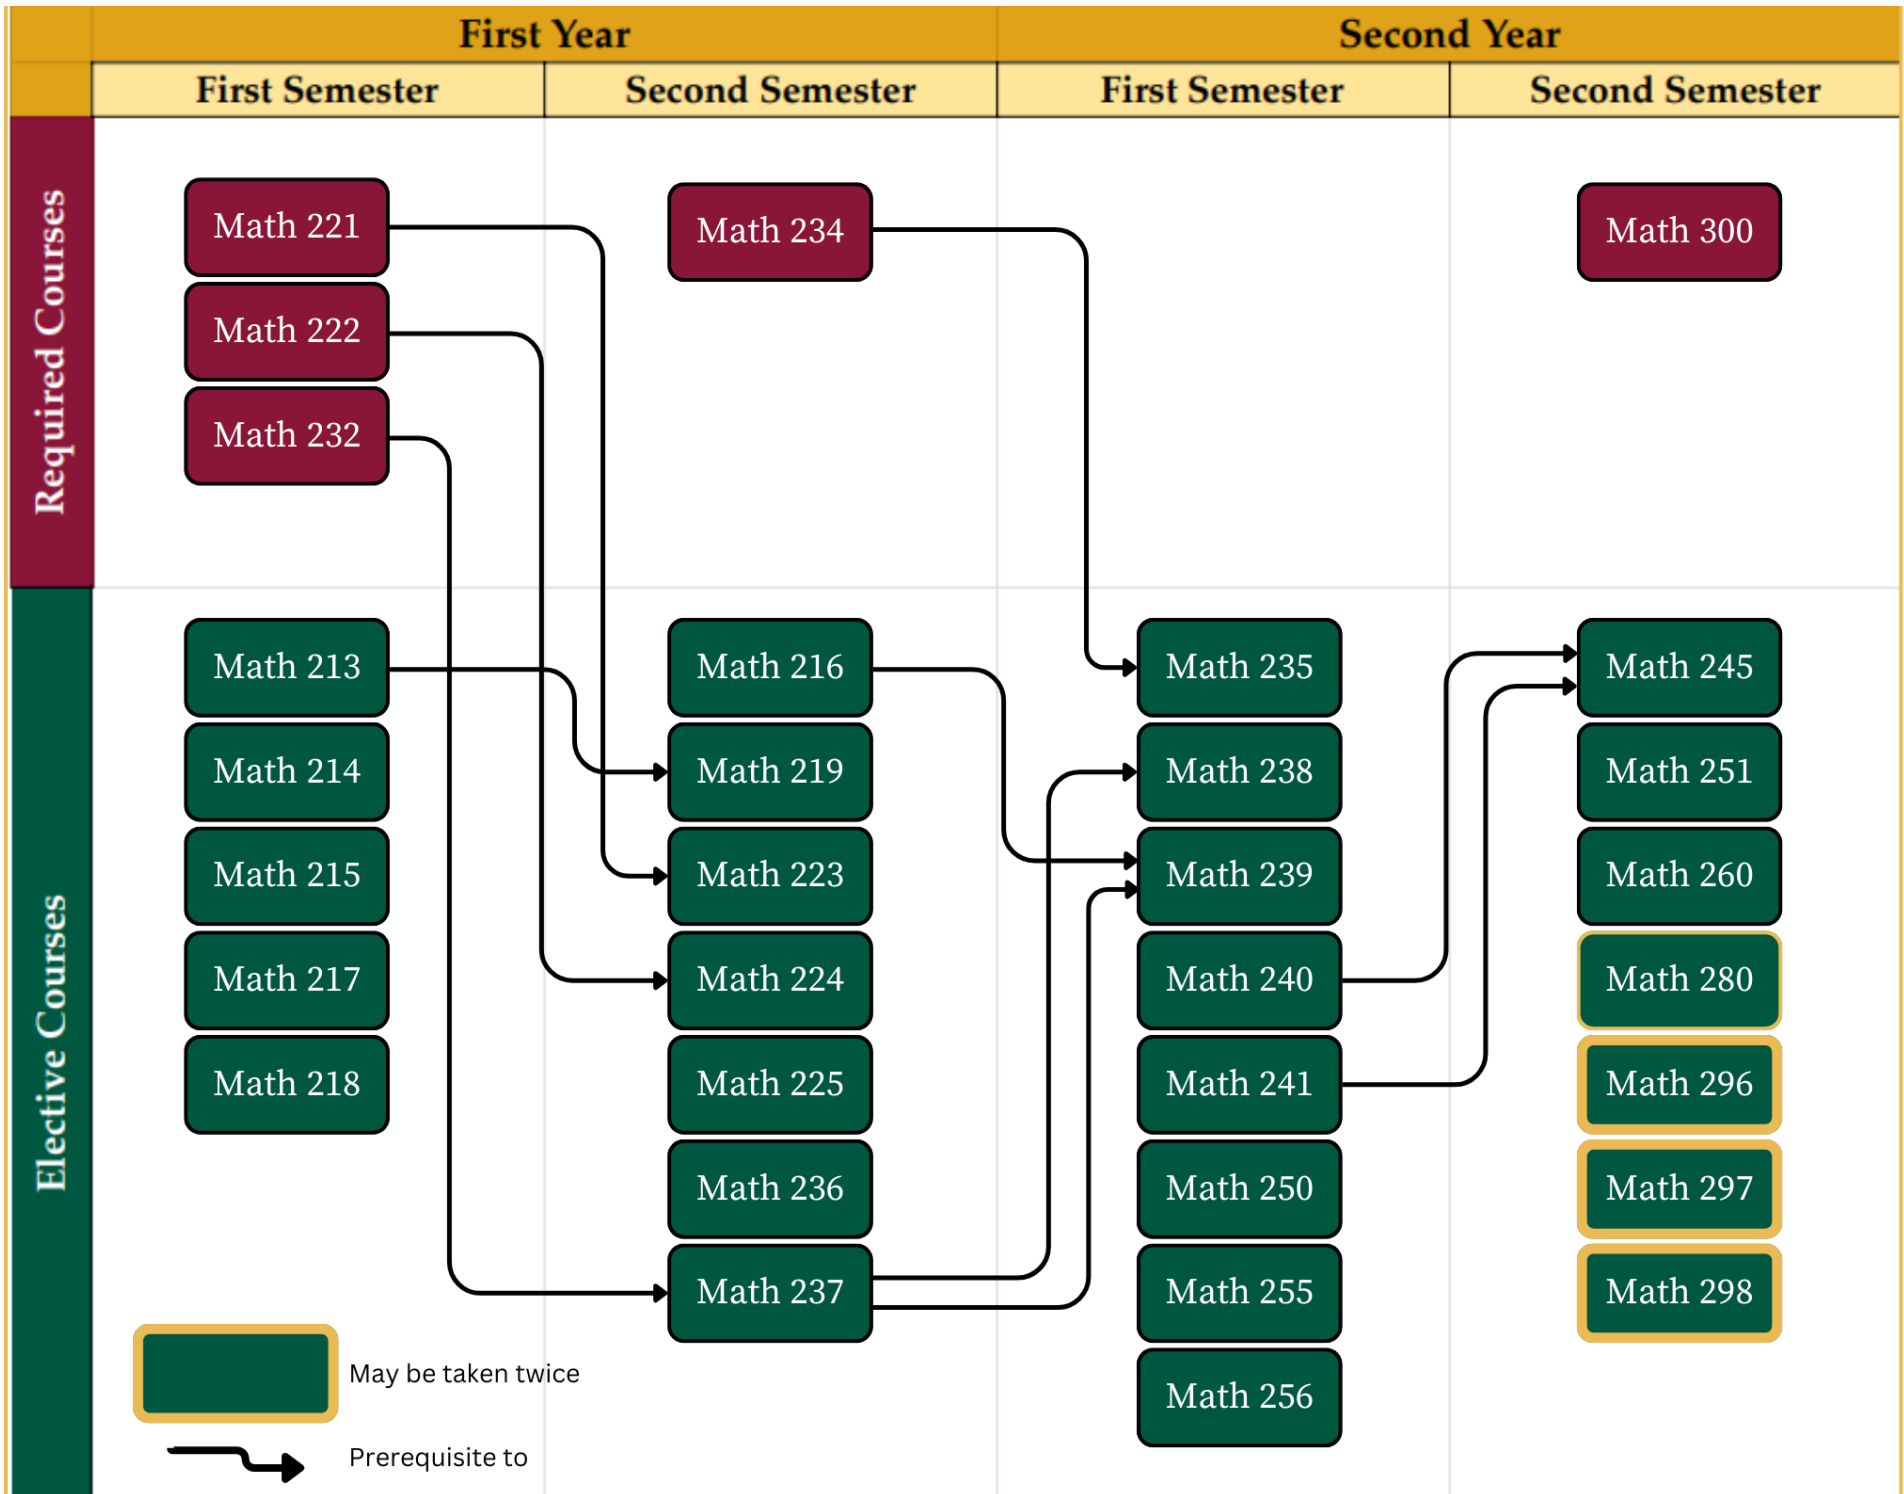 First Year
Second Year
First Semester
Second Semester
First Semester
Second Semester
Required Courses
Math 221
Math 222
Math 232
Math 234
Math 300
Elective Courses
Math 213
Math 214
Math 215
Math 217
Math 218
Math 216
Math 219
Math 223
Math 224
Math 225
Math 236
Math 237
Math 235
Math 238
Math 239
Math 240
Math 241
Math 250
Math 255
Math 256
Math 245
Math 251
Math 260
Math 280
Math 296
Math 297
Math 298
May be taken twice
Prerequisite to